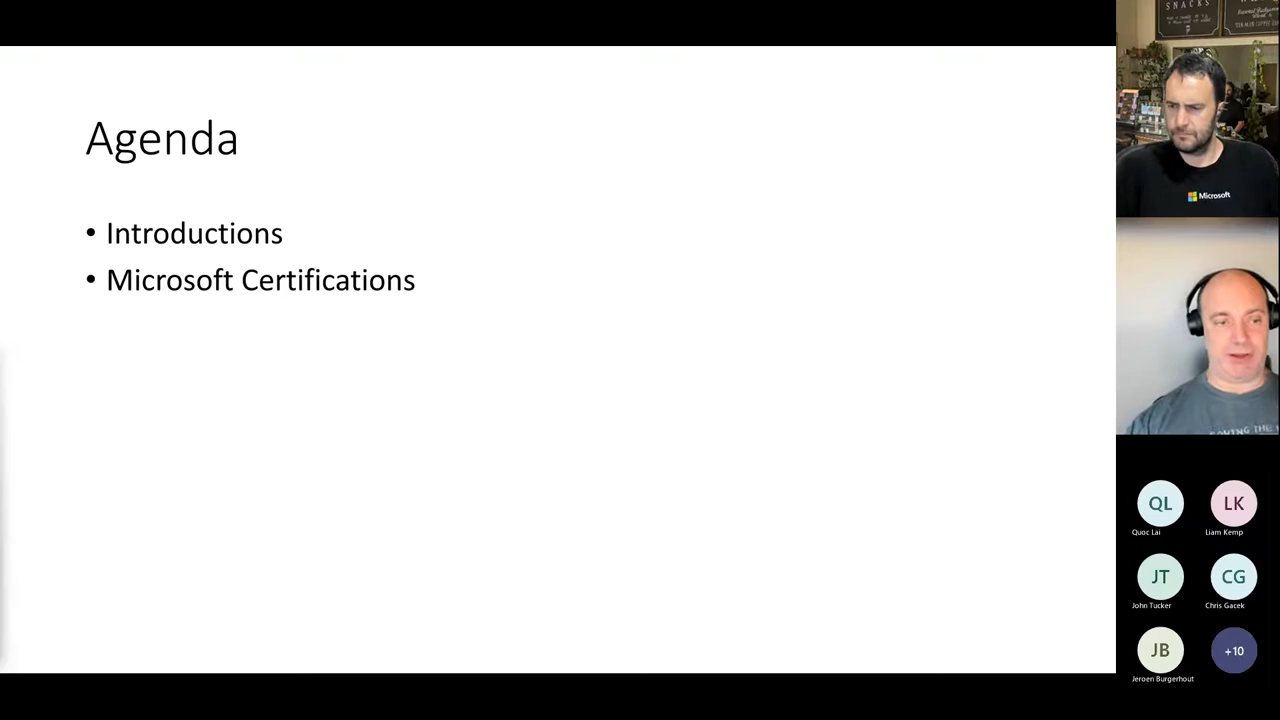 Agenda
• Introductions
• Microsoft Certifications
SNACKS
Microsoft
THE
QL
LK
Quoc Lai
Liam Kemp
JT
CG
John Tucker
Chris Gacek
JB
+10
Jeroen Burgerhout